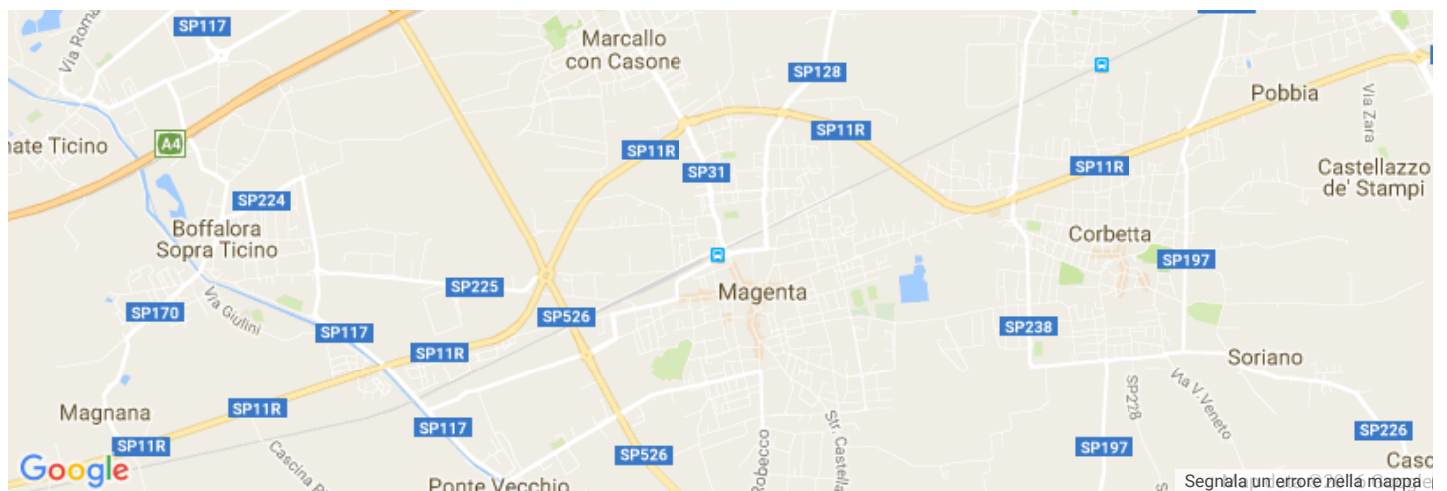 SP117
Via Roma
Marcallo
con Casone
SP128
Pobbia
Via Zara
A4
nate Ticino
SP11R
SP11R
SP31
SP11R
Castellazzo
de' Stampi
SP224
Boffalora
Sopra Ticino
Corbetta
SP197
SP225
Magenta
Via Giulini
SP170
SP526
SP117
SP238
SP11R
Soriano
Via V. Veneto
SP228
Magnana
SP11R
SP117
SP11R
SP526
Robecco
Str. Castella
SP197
SP226
Casc
Google
Cascina P
Ponte Vecchio
Segnala un errore nella mappa